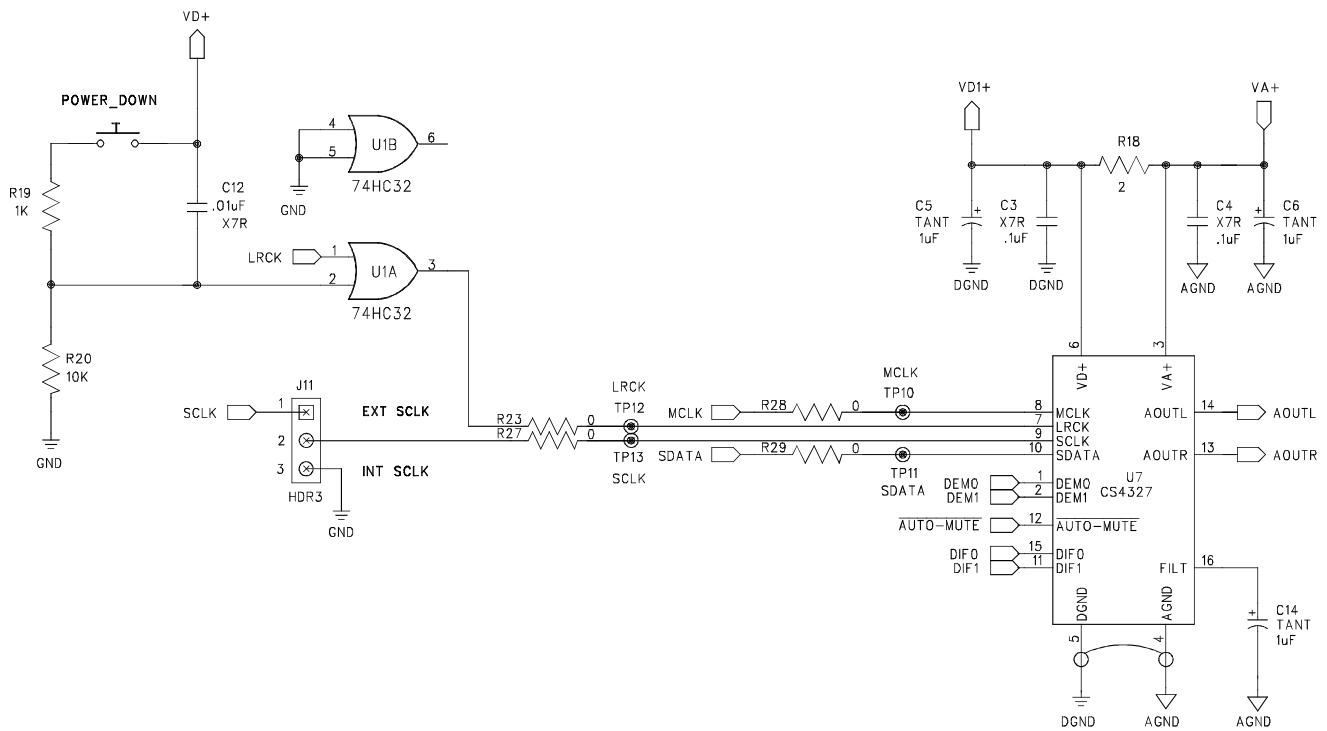 VD+
POWER_DOWN
R19
1K
C12
.01uF
X7R
R20
10K
GND
4
5
6
U1B
74HC32
GND
LRCK
1
2
3
U1A
74HC32
SCLK
J11
1
2
3
HDR3
EXT SCLK
INT SCLK
GND
R23
0
R27
0
LRCK
TP12
TP13
SCLK
MCLK
R28
0
MCLK
TP10
SDATA
R29
0
TP11
SDATA
VD1+
VA+
R18
2
C5
TANT
1uF
DGND
C3
X7R
.1uF
DGND
C4
X7R
.1uF
AGND
C6
TANT
1uF
AGND
6
3
VD+
VA+
8
MCLK
7
LRCK
9
SCLK
10
SDATA
AOUTL
14
AOUTL
AOUTR
13
AOUTR
U7
CS4327
DEM0
1
DEM0
DEM1
2
DEM1
AUTO-MUTE
12
AUTO-MUTE
DIF0
15
DIF0
DIF1
11
DIF1
FILT
16
DGND
AGND
5
4
DGND
AGND
C14
TANT
1uF
AGND